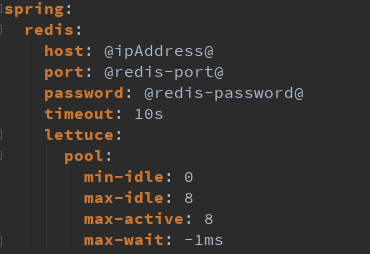 spring:
  redis:
    host: @ipAddress@
    port: @redis-port@
    password: @redis-password@
    timeout: 10s
    lettuce:
      pool:
        min-idle: 0
        max-idle: 8
        max-active: 8
        max-wait: -1ms